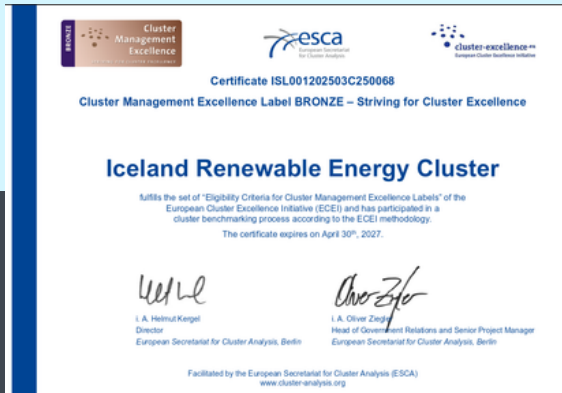 BRONZE
Cluster
Management
Excellence
STRIVING FOR CLUSTER EXCELLENCE
esca
European Secretariat
for Cluster Analysis
cluster-excellence.eu
European Cluster Excellence Initiative
Certificate ISL001202503C250068
Cluster Management Excellence Label BRONZE – Striving for Cluster Excellence
Iceland Renewable Energy Cluster
fulfills the set of "Eligibility Criteria for Cluster Management Excellence Labels" of the
European Cluster Excellence Initiative (ECEI) and has participated in a
cluster benchmarking process according to the ECEI methodology.
The certificate expires on April 30th, 2027.
i. A. Helmut Kergel
Director
European Secretariat for Cluster Analysis, Berlin
i. A. Oliver Ziegler
Head of Government Relations and Senior Project Manager
European Secretariat for Cluster Analysis, Berlin
Facilitated by the European Secretariat for Cluster Analysis (ESCA)
www.cluster-analysis.org